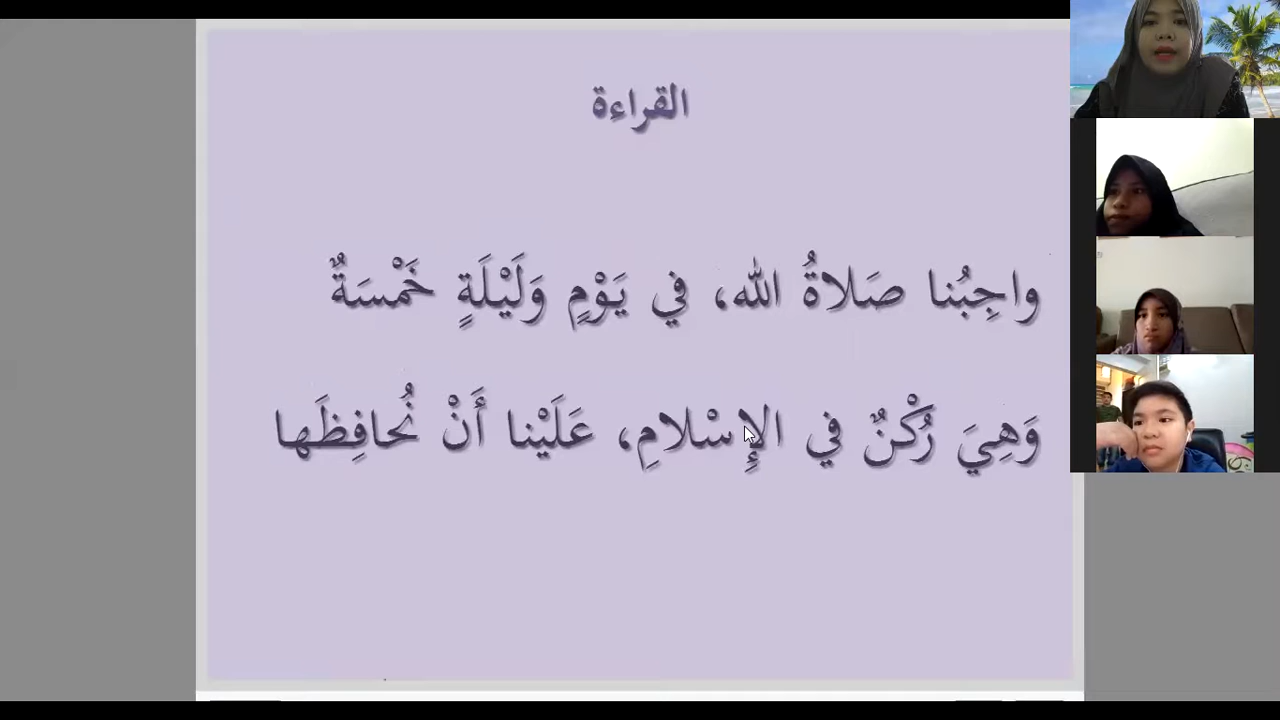 القراءة
واجِبُنا صَلاةُ الله، في يَوْمٍ وَلَيْلَةٍ خَمْسَةٌ
وَهِيَ رُكْنٌ في الإِسْلامِ، عَلَيْنا أَنْ نُحافِظَها